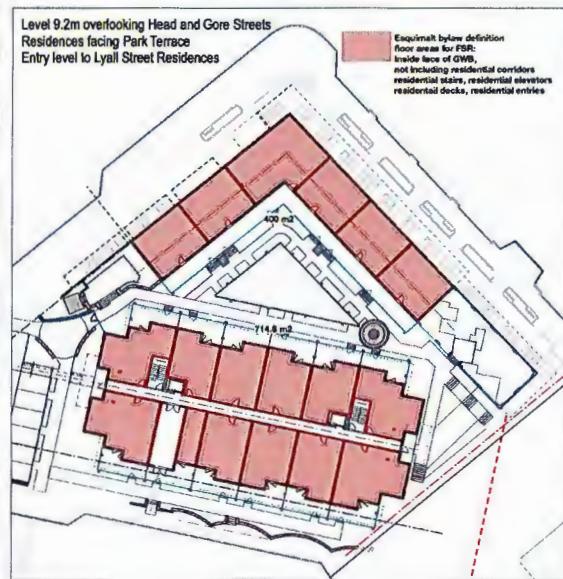 Level 9.2m overlooking Head and Gore Streets
Residences facing Park Terrace
Entry level to Lyall Street Residences
Esquimalt bylaw definition
floor areas for FSR:
Inside face of GWB,
not including residential corridors
residential stairs, residential elevators
residentail decks, residential entries
400 m2
714.8 m2